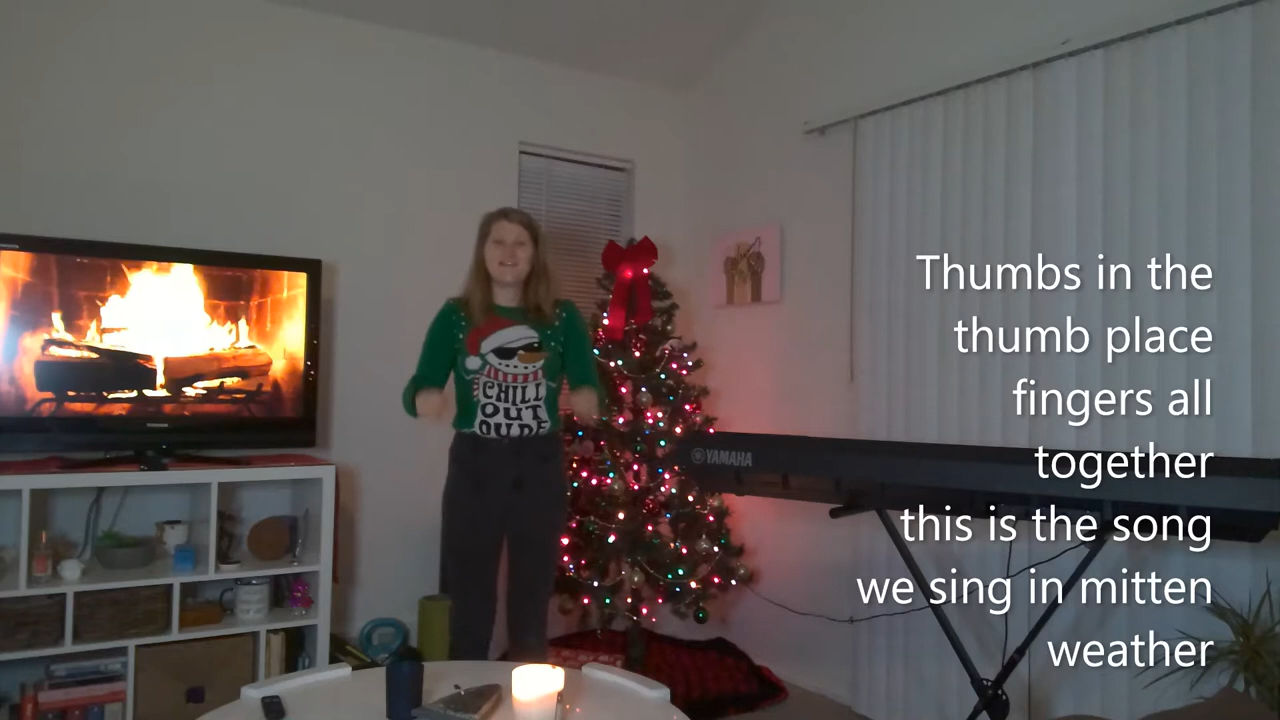 CHILL
OUT
DUDE
YAMAHA
Thumbs in the
thumb place
fingers all
together
this is the song
we sing in mitten
weather